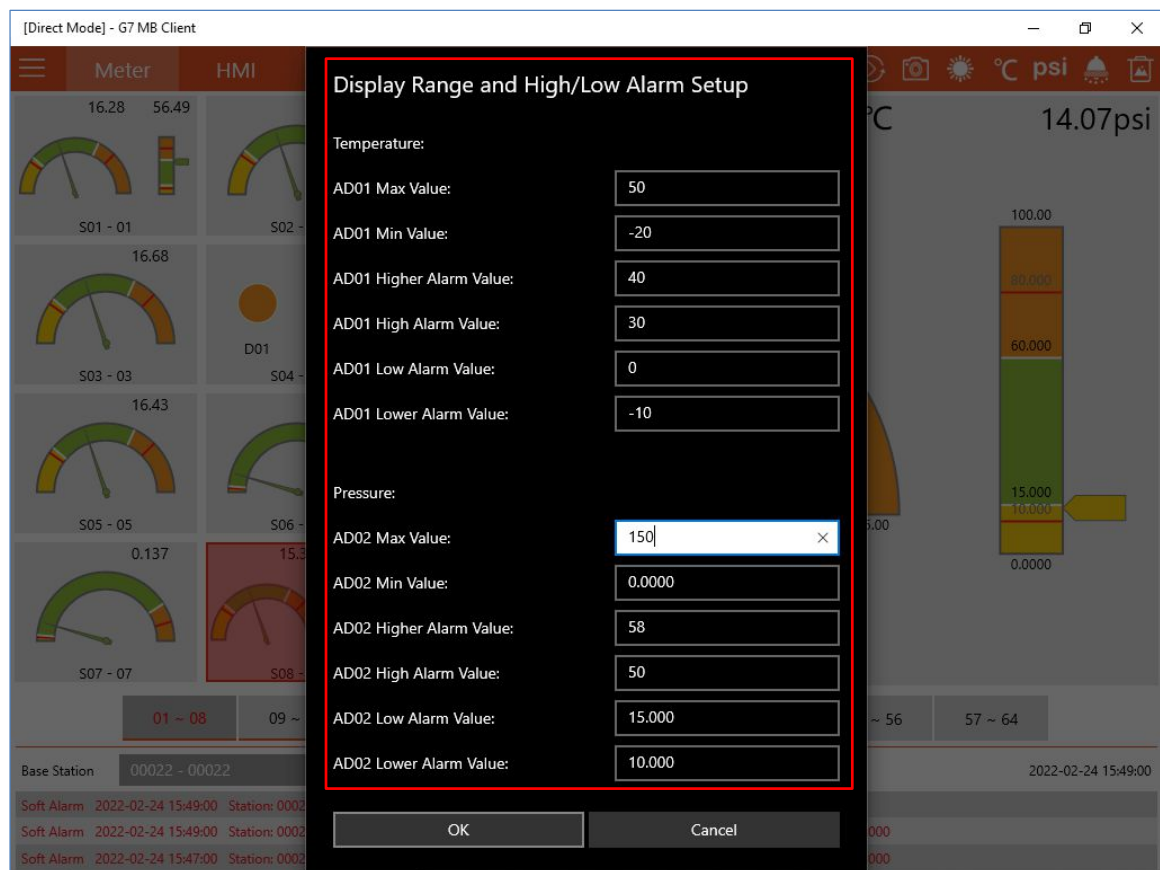 [Direct Mode] - G7 MB Client
Meter HMI °C psi
Display Range and High/Low Alarm Setup
16.28 56.49
S01 - 01
S02 -
°C 14.07psi
16.68
S03 - 03
D01
S04 -
16.43
S05 - 05
S06 -
0.137
S07 - 07
15.3
S08 -
Temperature:
AD01 Max Value: 50
AD01 Min Value: -20
AD01 Higher Alarm Value: 40
AD01 High Alarm Value: 30
AD01 Low Alarm Value: 0
AD01 Lower Alarm Value: -10
Pressure:
AD02 Max Value: 150
AD02 Min Value: 0.0000
AD02 Higher Alarm Value: 58
AD02 High Alarm Value: 50
AD02 Low Alarm Value: 15.000
AD02 Lower Alarm Value: 10.000
OK Cancel
5.00
100.00
80.000
60.000
15.000
10.000
0.0000
01 ~ 08 09 ~ ~ 56 57 ~ 64
Base Station 00022 - 00022 2022-02-24 15:49:00
Soft Alarm 2022-02-24 15:49:00 Station: 0002
Soft Alarm 2022-02-24 15:49:00 Station: 0002 000
Soft Alarm 2022-02-24 15:47:00 Station: 0002 000